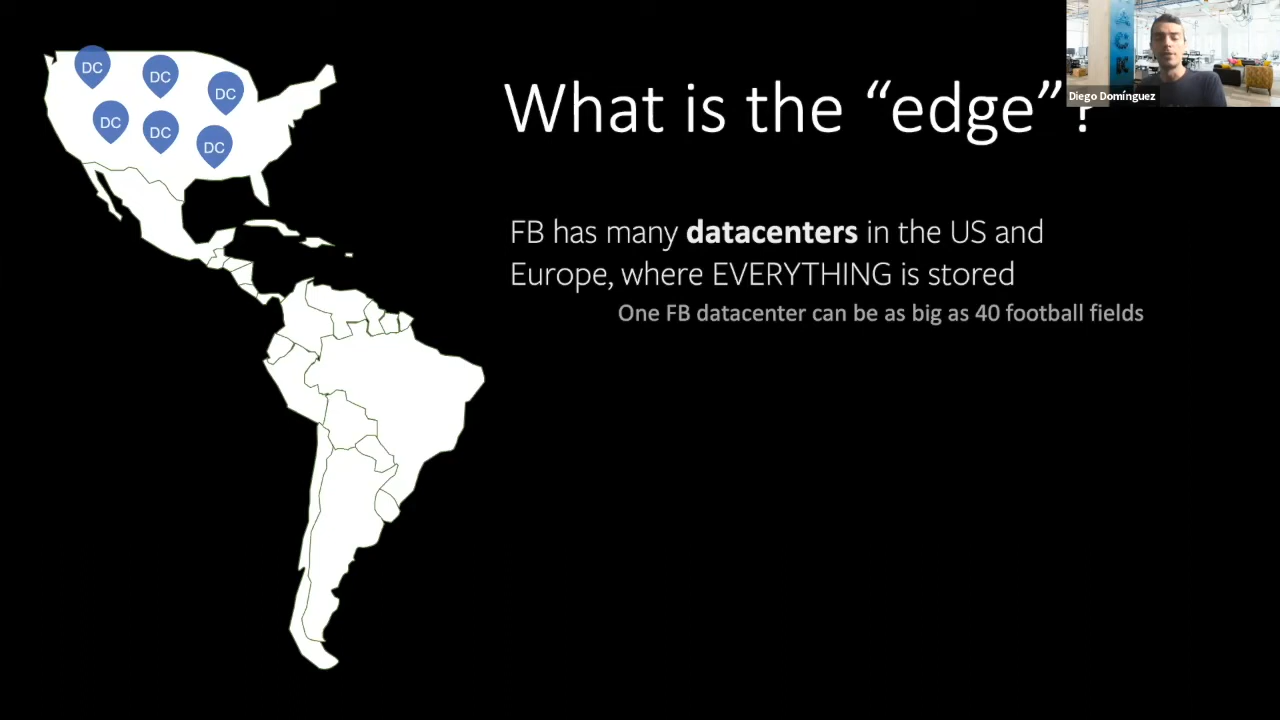 DC
DC
DC
DC
DC
DC
What is the “edge”?
ACK
Diego Domínguez
FB has many datacenters in the US and
Europe, where EVERYTHING is stored
One FB datacenter can be as big as 40 football fields